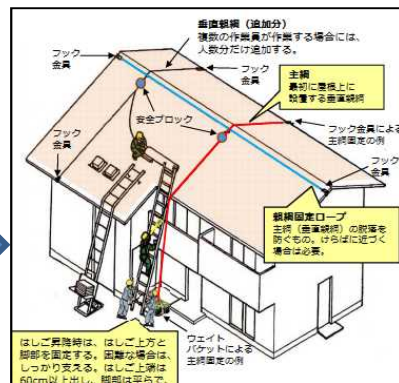 垂直親綱（追加分）
複数の作業員が作業する場合には、
人数分だけ追加する。
フック
金具
フック
金具
主綱
最初に屋根上に
設置する垂直親綱
安全ブロック
フック
金具
フック金具による
主綱固定の例
フック
金具
親綱固定ロープ
主綱（垂直親綱）の脱落を
防ぐもの。けらばに近づく
場合は必要。
ウェイト
バケットによる
主綱固定の例
はしご昇降時は、はしご上方と
脚部を固定する。困難な場合は、
しっかり支える。はしご上端は
60cm以上出し、脚部は平らで、